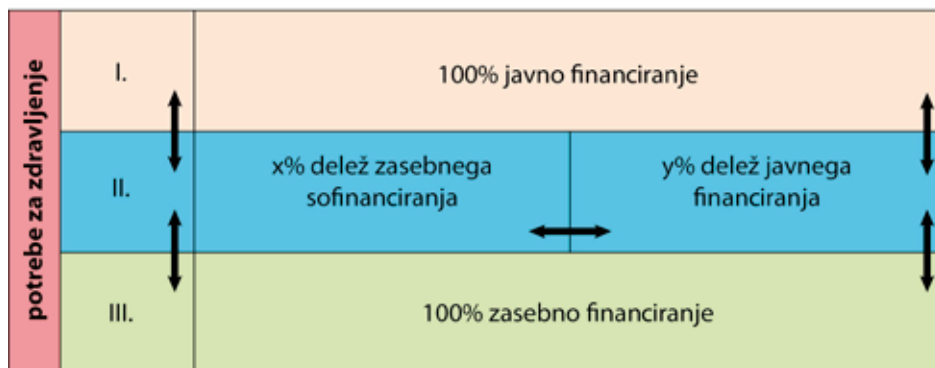 potrebe za zdravljenje
I.
100% javno financiranje
II.
x% delež zasebnega
sofinanciranja
y% delež javnega
financiranja
III.
100% zasebno financiranje